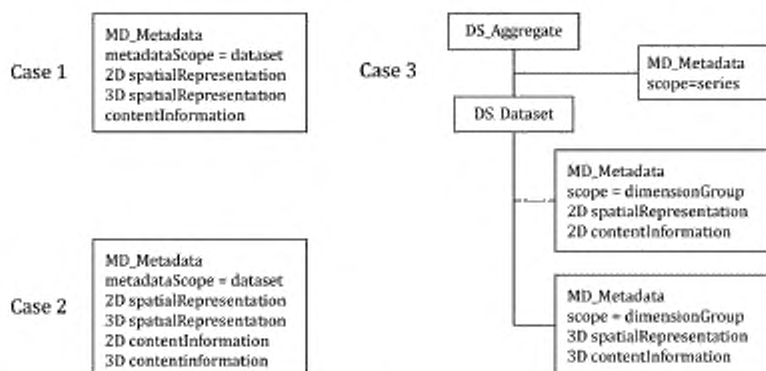 Case 1
MD_Metadata
metadataScope = dataset
2D spatialRepresentation
3D spatialRepresentation
contentInformation
Case 2
MD_Metadata
metadataScope = dataset
2D spatialRepresentation
3D spatialRepresentation
2D contentInformation
3D contentinformation
Case 3
DS_Aggregate
MD_Metadata
scope=series
DS_Dataset
MD_Metadata
scope = dimensionGroup
2D spatialRepresentation
2D contentInformation
MD_Metadata
scope = dimensionGroup
3D spatialRepresentation
3D contentInformation